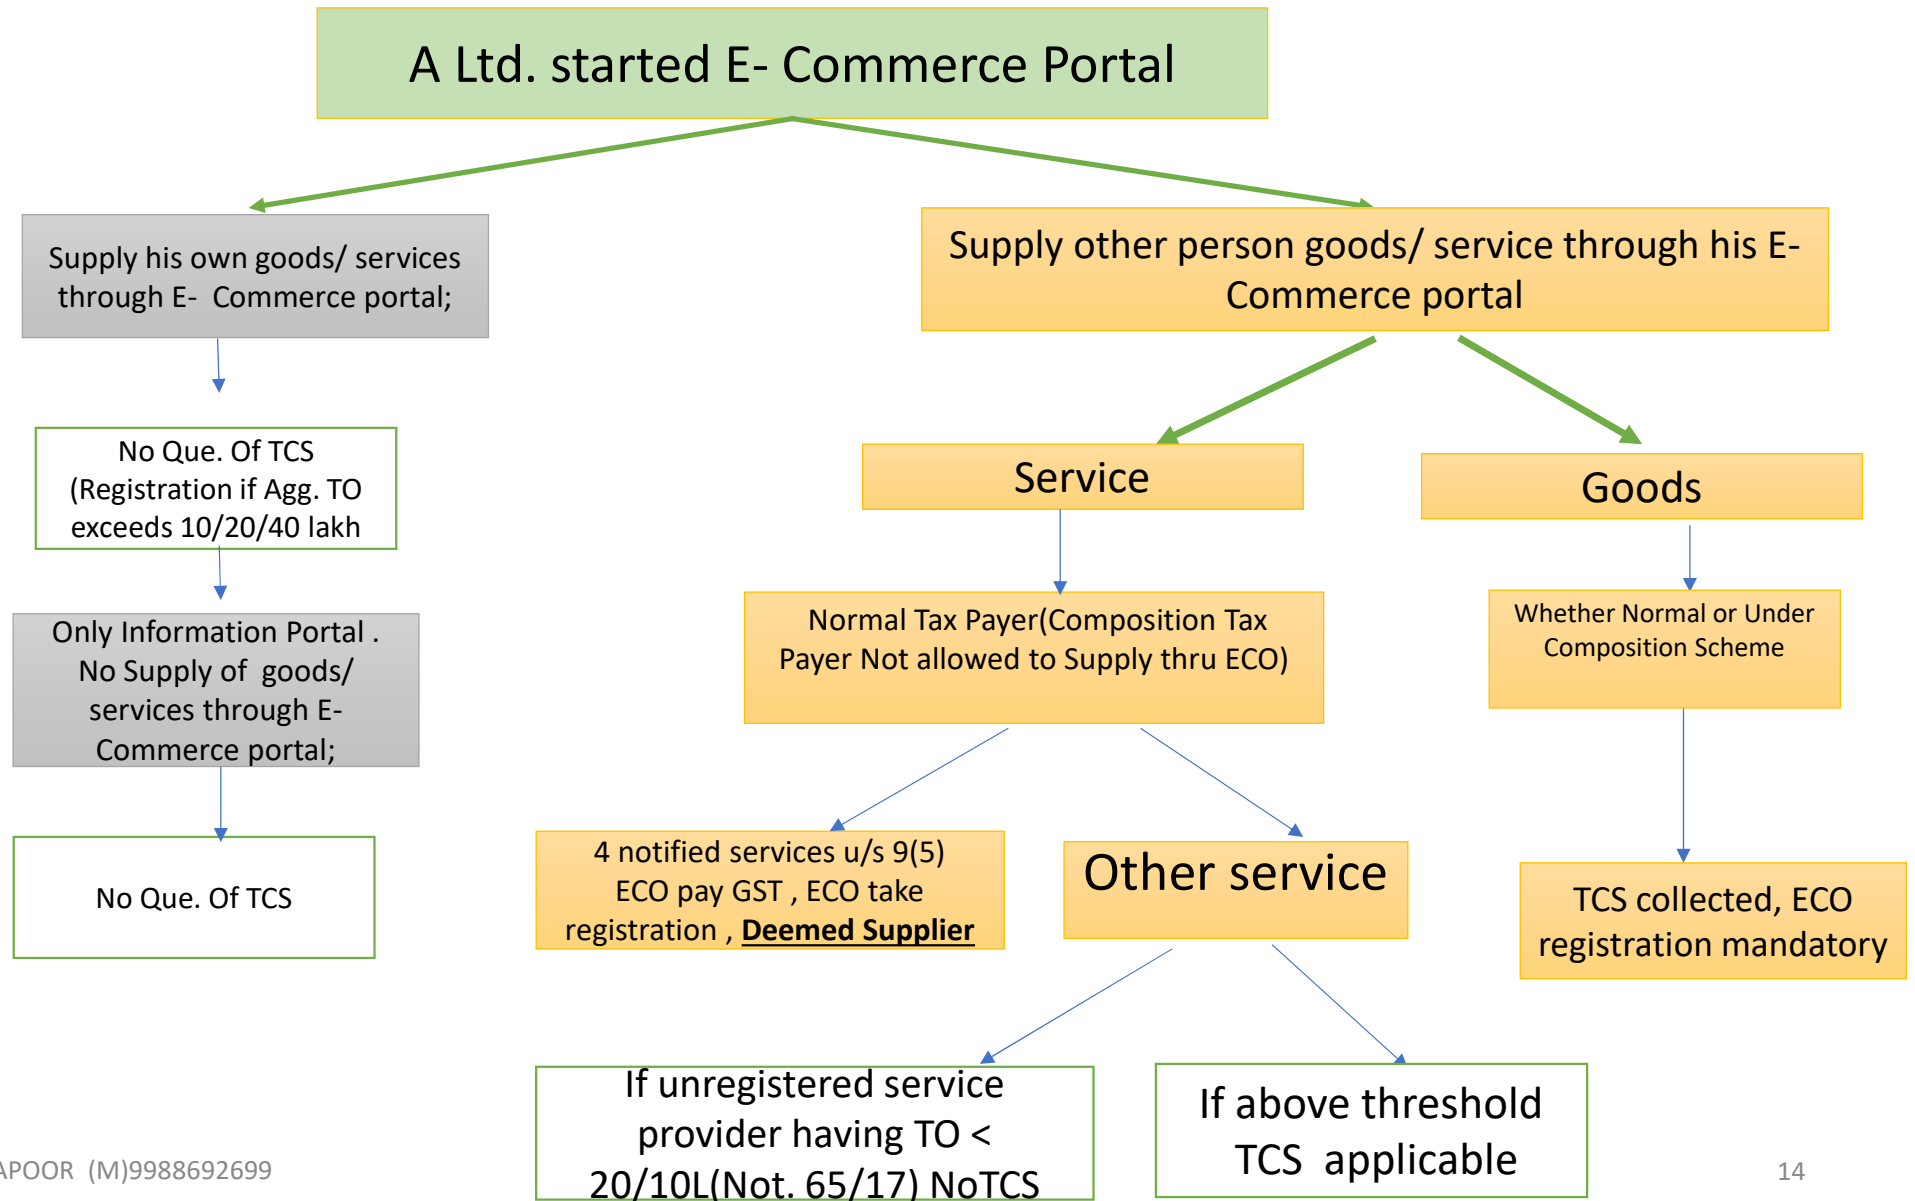 A Ltd. started E- Commerce Portal
Supply his own goods/ services
through E-  Commerce portal;
Supply other person goods/ service through his E-
Commerce portal
No Que. Of TCS
(Registration if Agg. TO
exceeds 10/20/40 lakh
Service
Goods
Only Information Portal .
No Supply of  goods/
services through E-
Commerce portal;
Normal Tax Payer(Composition Tax
Payer Not allowed to Supply thru ECO)
Whether Normal or Under
Composition Scheme
No Que. Of TCS
4 notified services u/s 9(5)
ECO pay GST , ECO take
registration , Deemed Supplier
Other service
TCS collected, ECO
registration mandatory
If unregistered service
provider having TO <
20/10L(Not. 65/17) NoTCS
If above threshold
TCS  applicable
APOOR  (M)9988692699
14